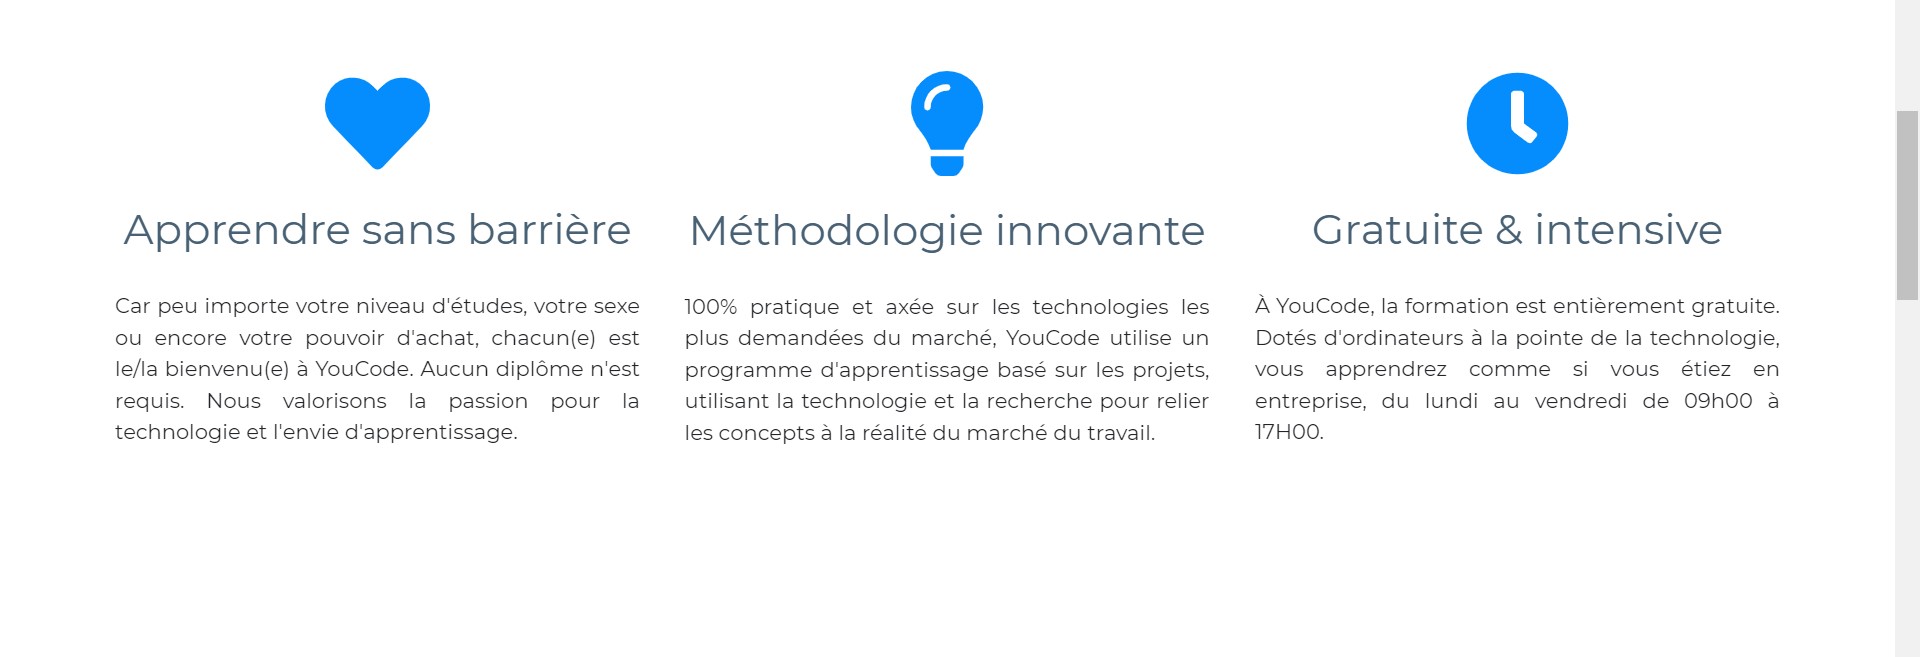 Apprendre sans barrière
Car peu importe votre niveau d'études, votre sexe
ou encore votre pouvoir d'achat, chacun(e) est
le/la bienvenu(e) à YouCode. Aucun diplôme n'est
requis. Nous valorisons la passion pour la
technologie et l'envie d'apprentissage.
Méthodologie innovante
100% pratique et axée sur les technologies les
plus demandées du marché, YouCode utilise un
programme d'apprentissage basé sur les projets,
utilisant la technologie et la recherche pour relier
les concepts à la réalité du marché du travail.
Gratuite & intensive
À YouCode, la formation est entièrement gratuite.
Dotés d'ordinateurs à la pointe de la technologie,
vous apprendrez comme si vous étiez en
entreprise, du lundi au vendredi de 09h00 à
17H00.